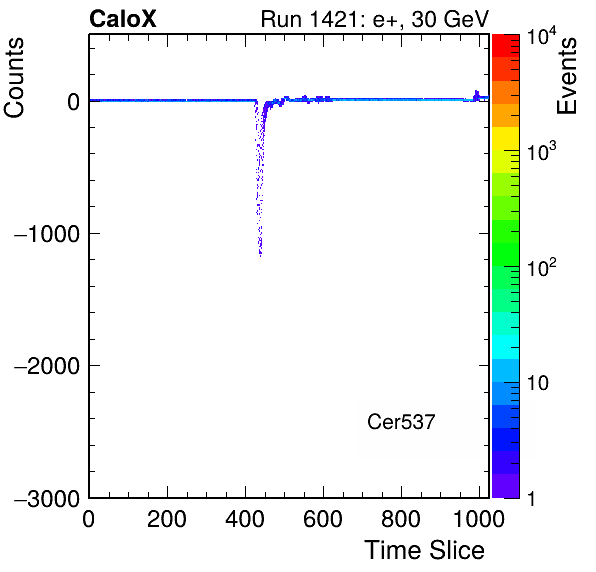 CaloX Run 1421: e+, 30 GeV
Counts
Events
0
−1000
−2000
−3000
0 200 400 600 800 1000
Time Slice
Cer537
10⁴
10³
10²
10
1